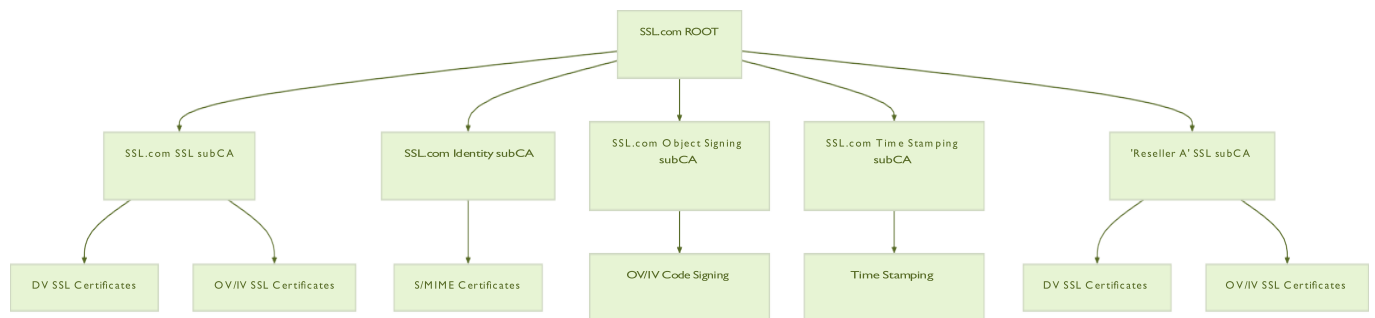 SSL.com ROOT
SSL.com SSL subCA
SSL.com Identity subCA
SSL.com Object Signing
subCA
SSL.com Time Stamping
subCA
'Reseller A' SSL subCA
DV SSL Certificates
OV/IV SSL Certificates
S/MIME Certificates
OV/IV Code Signing
Time Stamping
DV SSL Certificates
OV/IV SSL Certificates